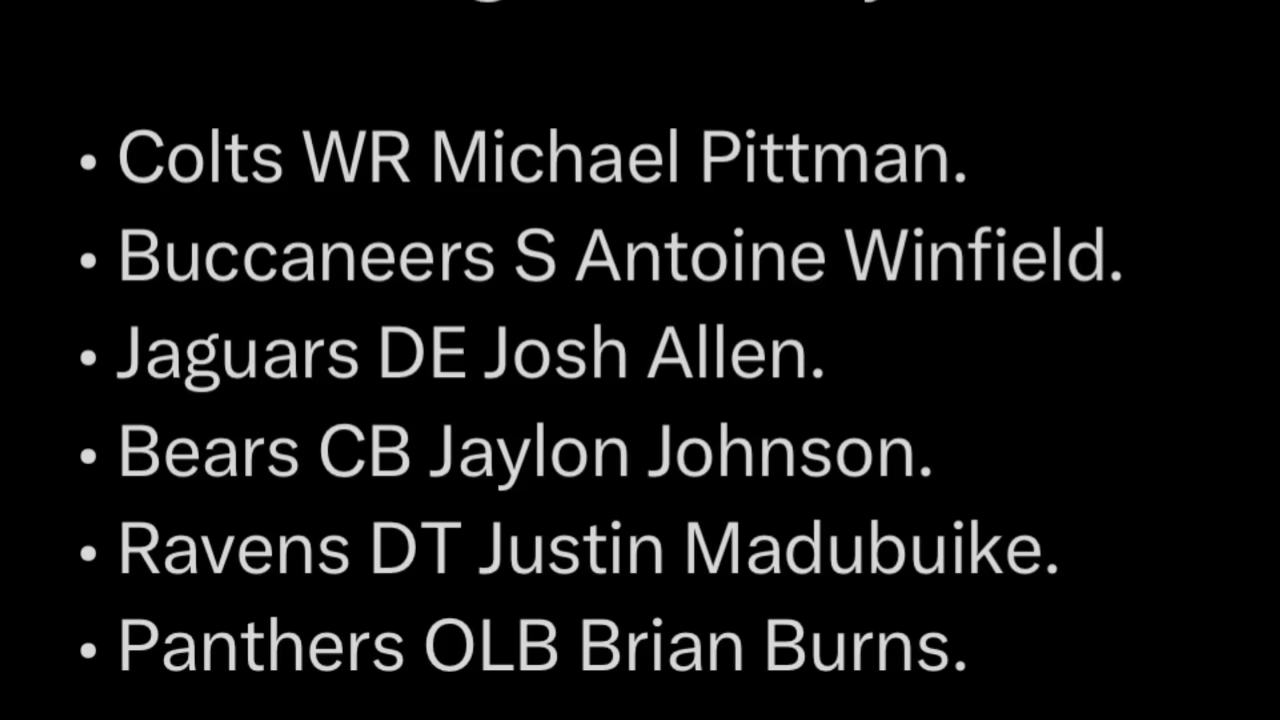 • Colts WR Michael Pittman.
• Buccaneers S Antoine Winfield.
• Jaguars DE Josh Allen.
• Bears CB Jaylon Johnson.
• Ravens DT Justin Madubuike.
• Panthers OLB Brian Burns.